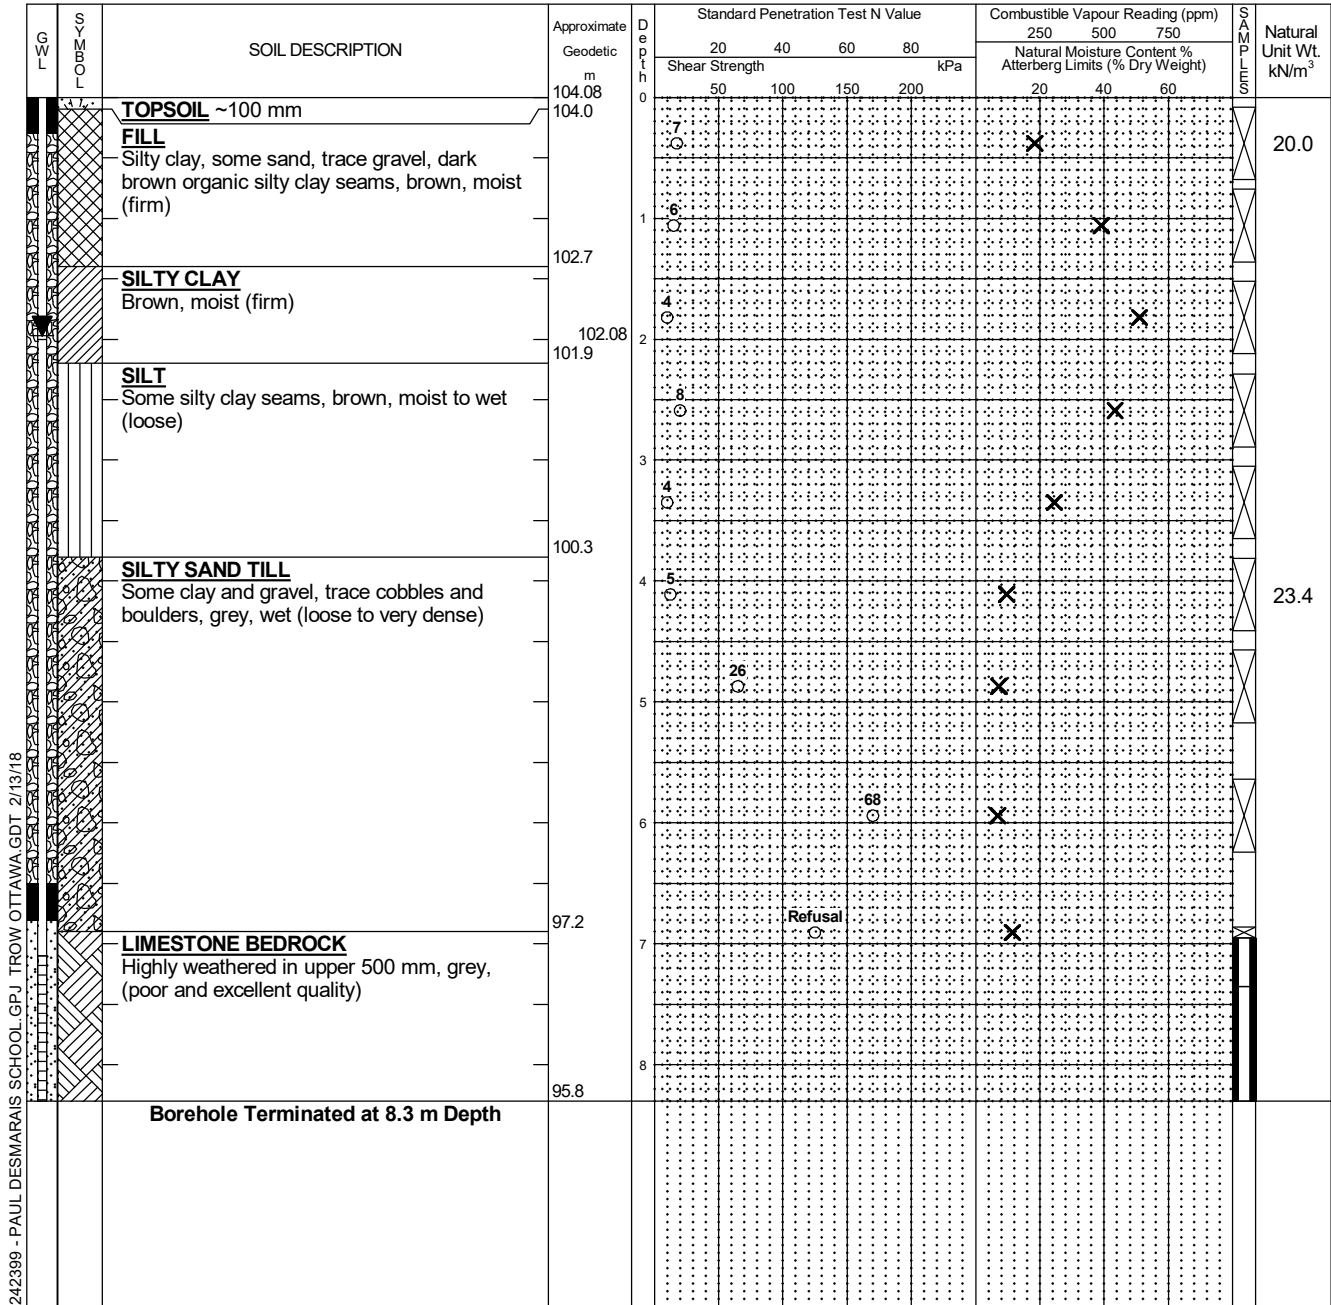 GWL
SYMBOL
SOIL DESCRIPTION
Approximate
Geodetic
m
104.08
Depth
Standard Penetration Test N Value
20 40 60 80
Shear Strength kPa
50 100 150 200
Combustible Vapour Reading (ppm)
250 500 750
Natural Moisture Content %
Atterberg Limits (% Dry Weight)
20 40 60
SAMPLES
Natural
Unit Wt.
kN/m³
0
TOPSOIL ~100 mm
104.0
FILL
Silty clay, some sand, trace gravel, dark
brown organic silty clay seams, brown, moist
(firm)
7
20.0
1
6
102.7
SILTY CLAY
Brown, moist (firm)
4
102.08
2
101.9
SILT
Some silty clay seams, brown, moist to wet
(loose)
8
3
4
100.3
SILTY SAND TILL
Some clay and gravel, trace cobbles and
boulders, grey, wet (loose to very dense)
4
5
23.4
26
5
68
6
97.2
Refusal
LIMESTONE BEDROCK
Highly weathered in upper 500 mm, grey,
(poor and excellent quality)
7
8
95.8
Borehole Terminated at 8.3 m Depth
242399 - PAUL DESMARAIS SCHOOL.GPJ TROW OTTAWA.GDT 2/13/18